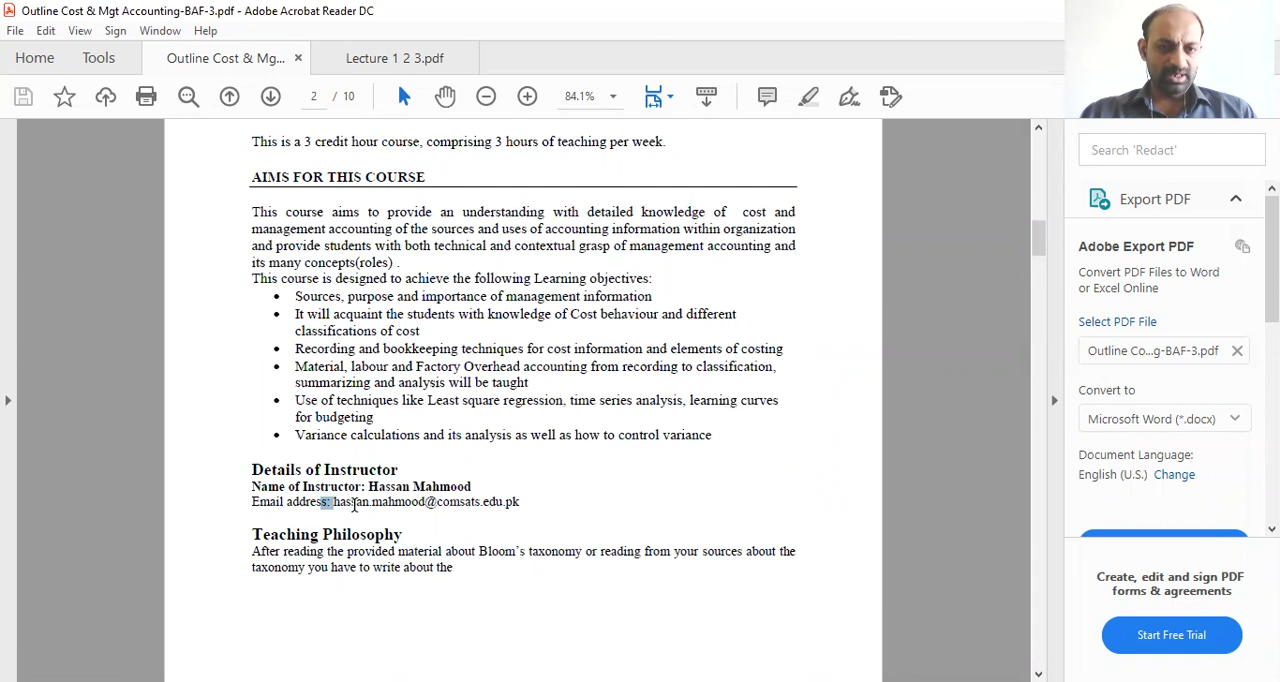 Outline Cost & Mgt Accounting-BAF-3.pdf - Adobe Acrobat Reader DC
File Edit View Sign Window Help
Home Tools Outline Cost & Mg... × Lecture 1 2 3.pdf
2 / 10 84.1%
This is a 3 credit hour course, comprising 3 hours of teaching per week.
AIMS FOR THIS COURSE
This course aims to provide an understanding with detailed knowledge of cost and
management accounting of the sources and uses of accounting information within organization
and provide students with both technical and contextual grasp of management accounting and
its many concepts(roles) .
This course is designed to achieve the following Learning objectives:
• Sources, purpose and importance of management information
• It will acquaint the students with knowledge of Cost behaviour and different
classifications of cost
• Recording and bookkeeping techniques for cost information and elements of costing
• Material, labour and Factory Overhead accounting from recording to classification,
summarizing and analysis will be taught
• Use of techniques like Least square regression, time series analysis, learning curves
for budgeting
• Variance calculations and its analysis as well as how to control variance
Details of Instructor
Name of Instructor: Hassan Mahmood
Email address: hassan.mahmood@comsats.edu.pk
Teaching Philosophy
After reading the provided material about Bloom's taxonomy or reading from your sources about the
taxonomy you have to write about the
Search 'Redact'
Export PDF
Adobe Export PDF
Convert PDF Files to Word
or Excel Online
Select PDF File
Outline Co...g-BAF-3.pdf ×
Convert to
Microsoft Word (*.docx)
Document Language:
English (U.S.) Change
Create, edit and sign PDF
forms & agreements
Start Free Trial